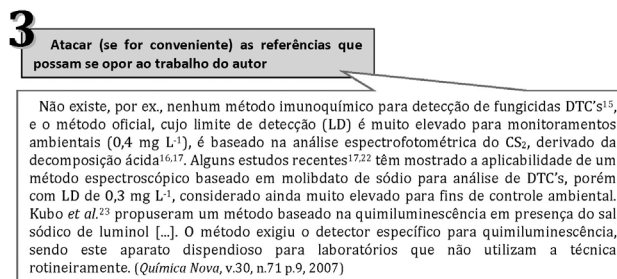 3
Atacar (se for conveniente) as referências que
possam se opor ao trabalho do autor
Não existe, por ex., nenhum método imunoquímico para detecção de fungicidas DTC's¹⁵,
e o método oficial, cujo limite de detecção (LD) é muito elevado para monitoramentos
ambientais (0,4 mg L⁻¹), é baseado na análise espectrofotométrica do CS₂, derivado da
decomposição ácida¹⁶,¹⁷. Alguns estudos recentes¹⁷,²² têm mostrado a aplicabilidade de um
método espectroscópico baseado em molibdato de sódio para análise de DTC's, porém
com LD de 0,3 mg L⁻¹, considerado ainda muito elevado para fins de controle ambiental.
Kubo et al.²³ propuseram um método baseado na quimiluminescência em presença do sal
sódico de luminol [...]. O método exigiu o detector específico para quimiluminescência,
sendo este aparato dispendioso para laboratórios que não utilizam a técnica
rotineiramente. (Química Nova, v.30, n.71 p.9, 2007)